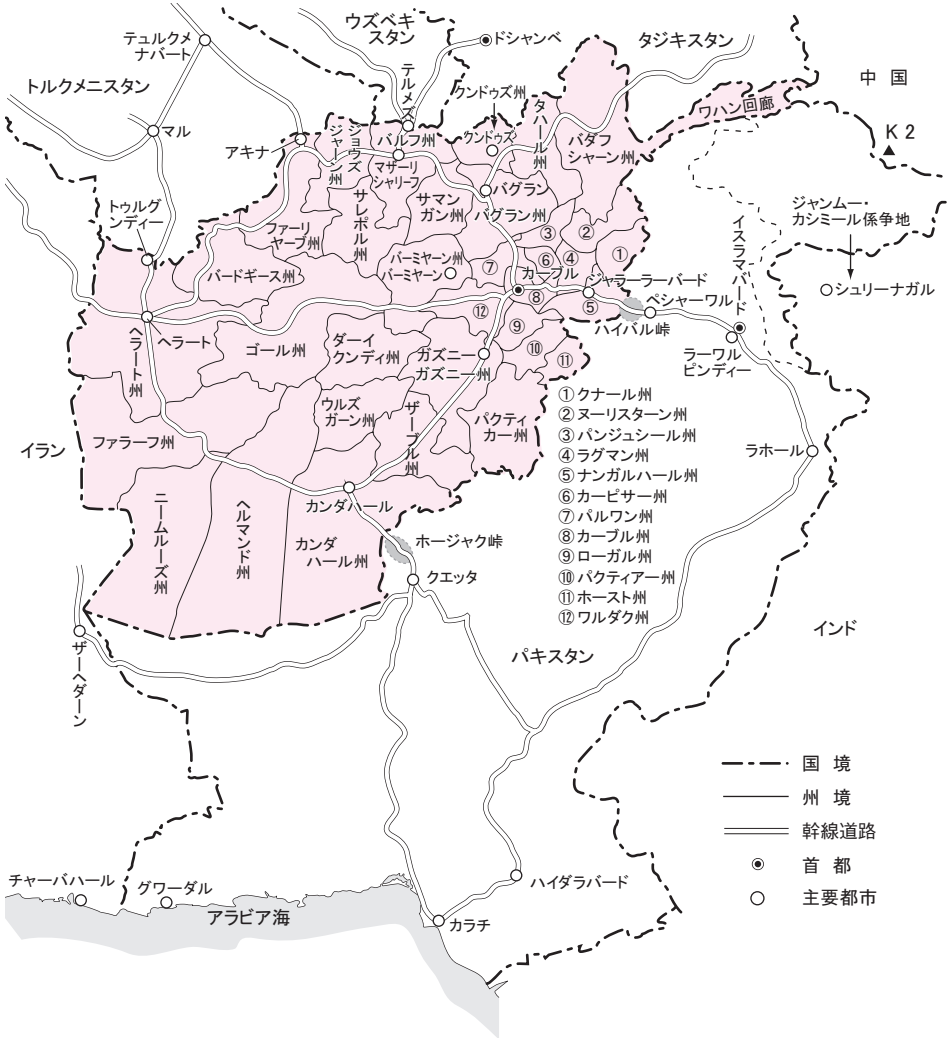 ウズベキ
スタン
テュルクメ
ナバート
ドシャンベ
タジキスタン
トルクメニスタン
テルメズ
クンドゥズ州
中 国
ワハン回廊
マル
アキナ
ジョウズ
ジャーン州
バルフ州
クンドゥズ
タハール州
バダフ
シャーン州
K2
マザーリ
シャリーフ
バグラン
トゥルグ
ンディー
サレポル州
サマン
ガン州
バグラン州
ジャンムー・
カシミール係争地
ファーリ
ヤーブ州
③
②
イスラマバード
バードギース州
バーミヤーン州
バーミヤーン
⑦
⑥
④
①
カーブル
ジャラーラーバード
ペシャーワル
シュリーナガル
⑧
⑤
⑫
ハイバル峠
ヘラート
ヘラート州
ゴール州
ダーイ
クンディ州
ガズニー
ガズニー州
⑨
⑩
⑪
ラーワル
ピンディー
ウルズ
ガーン州
ザーブル州
パクティ
カー州
①クナール州
②ヌーリスターン州
③パンジュシール州
④ラグマン州
⑤ナンガルハール州
⑥カーピサー州
⑦パルワン州
⑧カーブル州
⑨ローガル州
⑩パクティアー州
⑪ホースト州
⑫ワルダク州
イラン
ファラーフ州
ラホール
カンダハール
ニームルーズ州
ヘルマンド州
カンダ
ハール州
ホージャク峠
クエッタ
ザーヘダーン
パキスタン
インド
国 境
州 境
幹線道路
首 都
主要都市
チャーバハール
グワーダル
アラビア海
ハイダラバード
カラチ